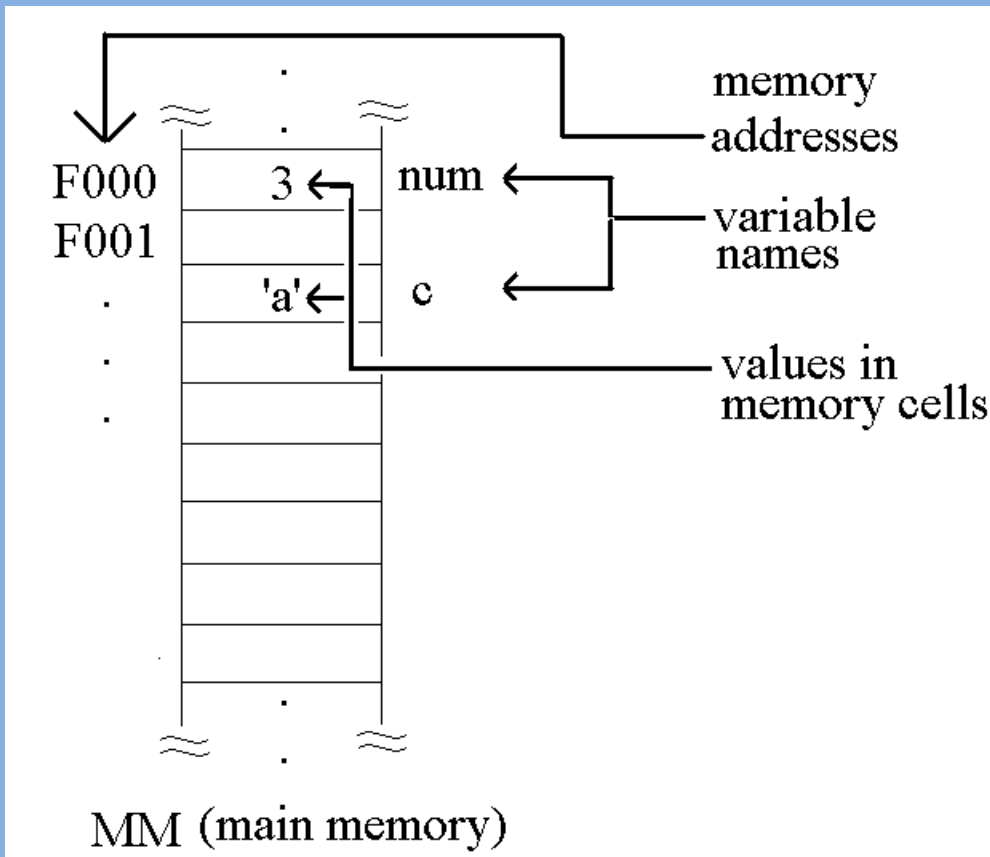 memory
addresses
F000 3 num
F001
variable
names
'a' c
values in
memory cells
MM (main memory)